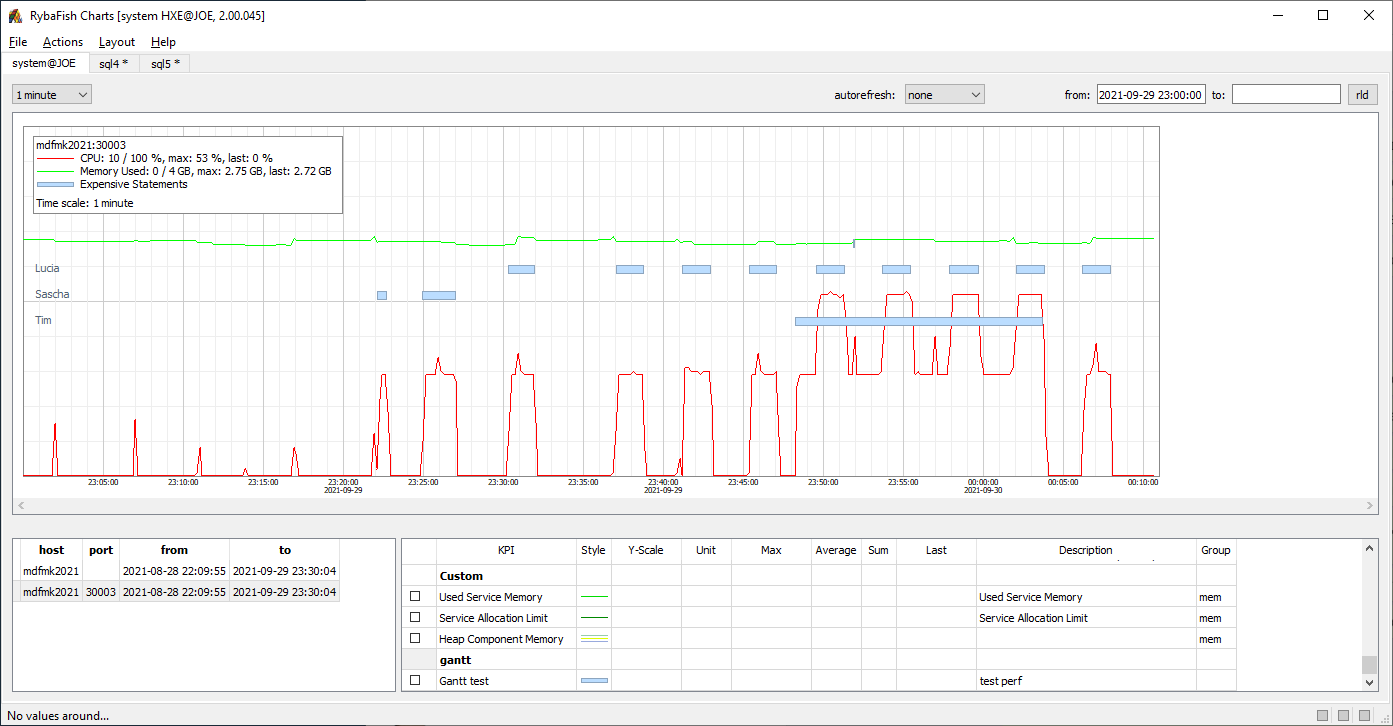 RybaFish Charts [system HXE@JOE, 2.00.045]
File Actions Layout Help
system@JOE sql4 * sql5 *
1 minute autorefresh: none from: 2021-09-29 23:00:00 to: rld
mdfmk2021:30003
CPU: 10 / 100 %, max: 53 %, last: 0 %
Memory Used: 0 / 4 GB, max: 2.75 GB, last: 2.72 GB
Expensive Statements
Time scale: 1 minute
Lucia
Sascha
Tim
23:05:00 23:10:00 23:15:00 23:20:00 23:25:00 23:30:00 23:35:00 23:40:00 23:45:00 23:50:00 23:55:00 00:00:00 00:05:00 00:10:00
2021-09-29 2021-09-29 2021-09-30
host port from to
mdfmk2021 2021-08-28 22:09:55 2021-09-29 23:30:04
mdfmk2021 30003 2021-08-28 22:09:55 2021-09-29 23:30:04
KPI Style Y-Scale Unit Max Average Sum Last Description Group
Custom
Used Service Memory Used Service Memory mem
Service Allocation Limit Service Allocation Limit mem
Heap Component Memory mem
gantt
Gantt test test perf
No values around...